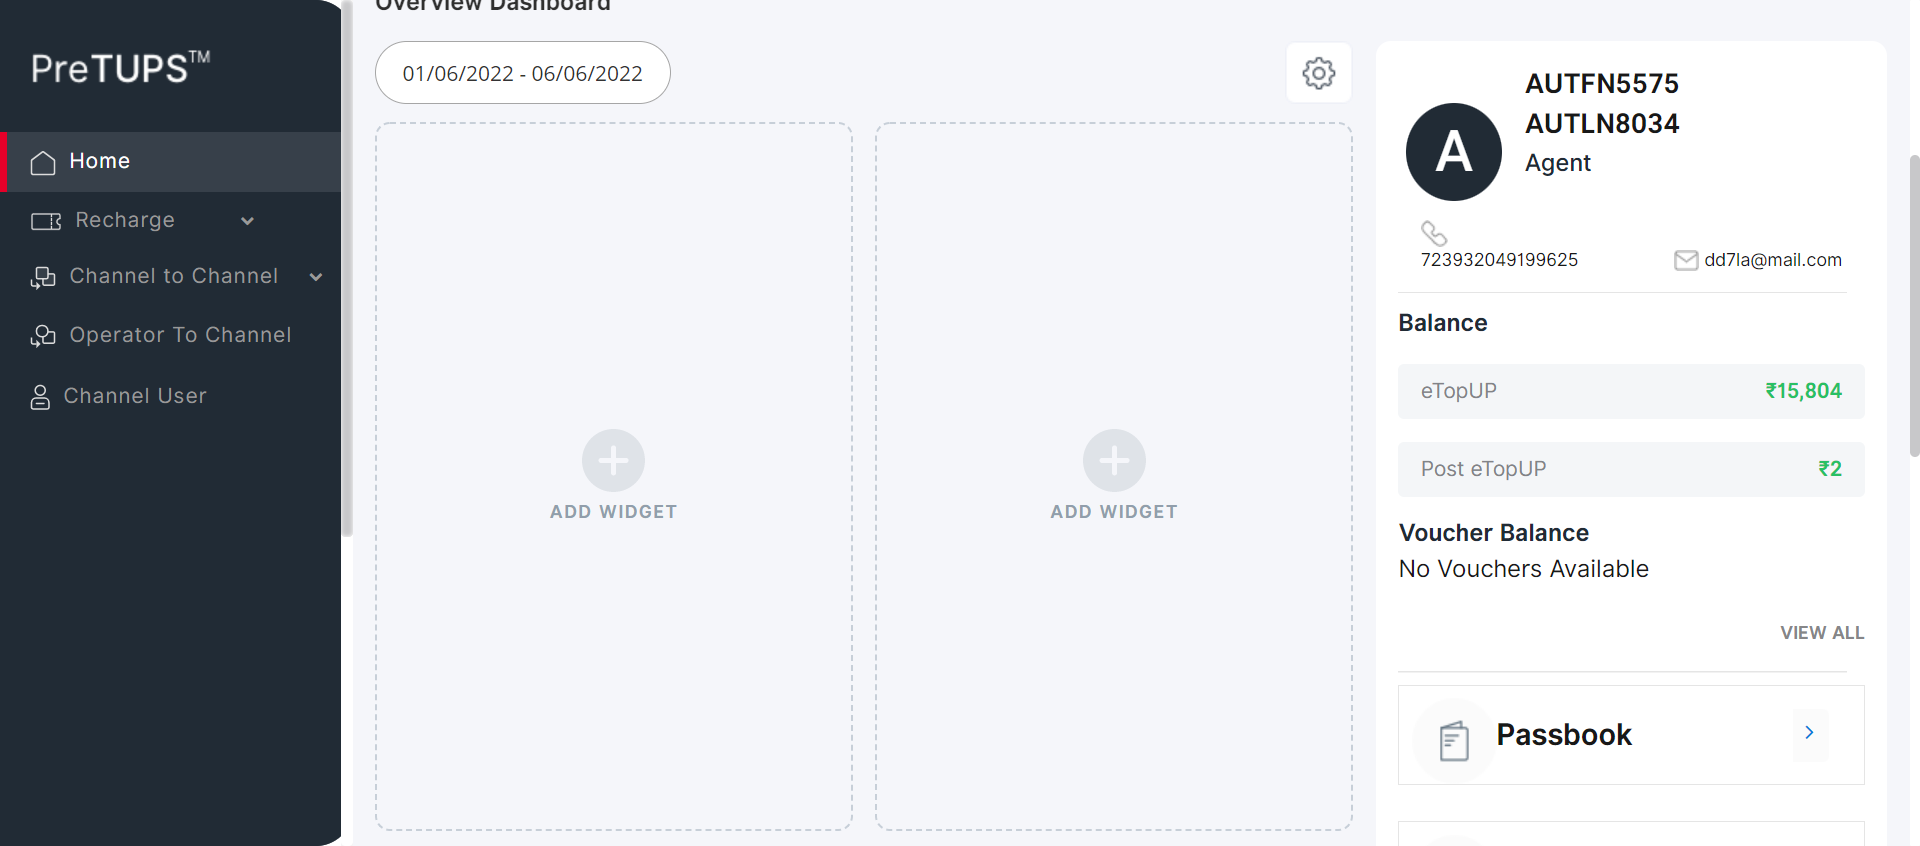 PreTUPS™
Home
Recharge
Channel to Channel
Operator To Channel
Channel User
Overview Dashboard
01/06/2022 - 06/06/2022
ADD WIDGET
ADD WIDGET
A
AUTFN5575
AUTLN8034
Agent
723932049199625
dd7la@mail.com
Balance
eTopUP ₹15,804
Post eTopUP ₹2
Voucher Balance
No Vouchers Available
VIEW ALL
Passbook